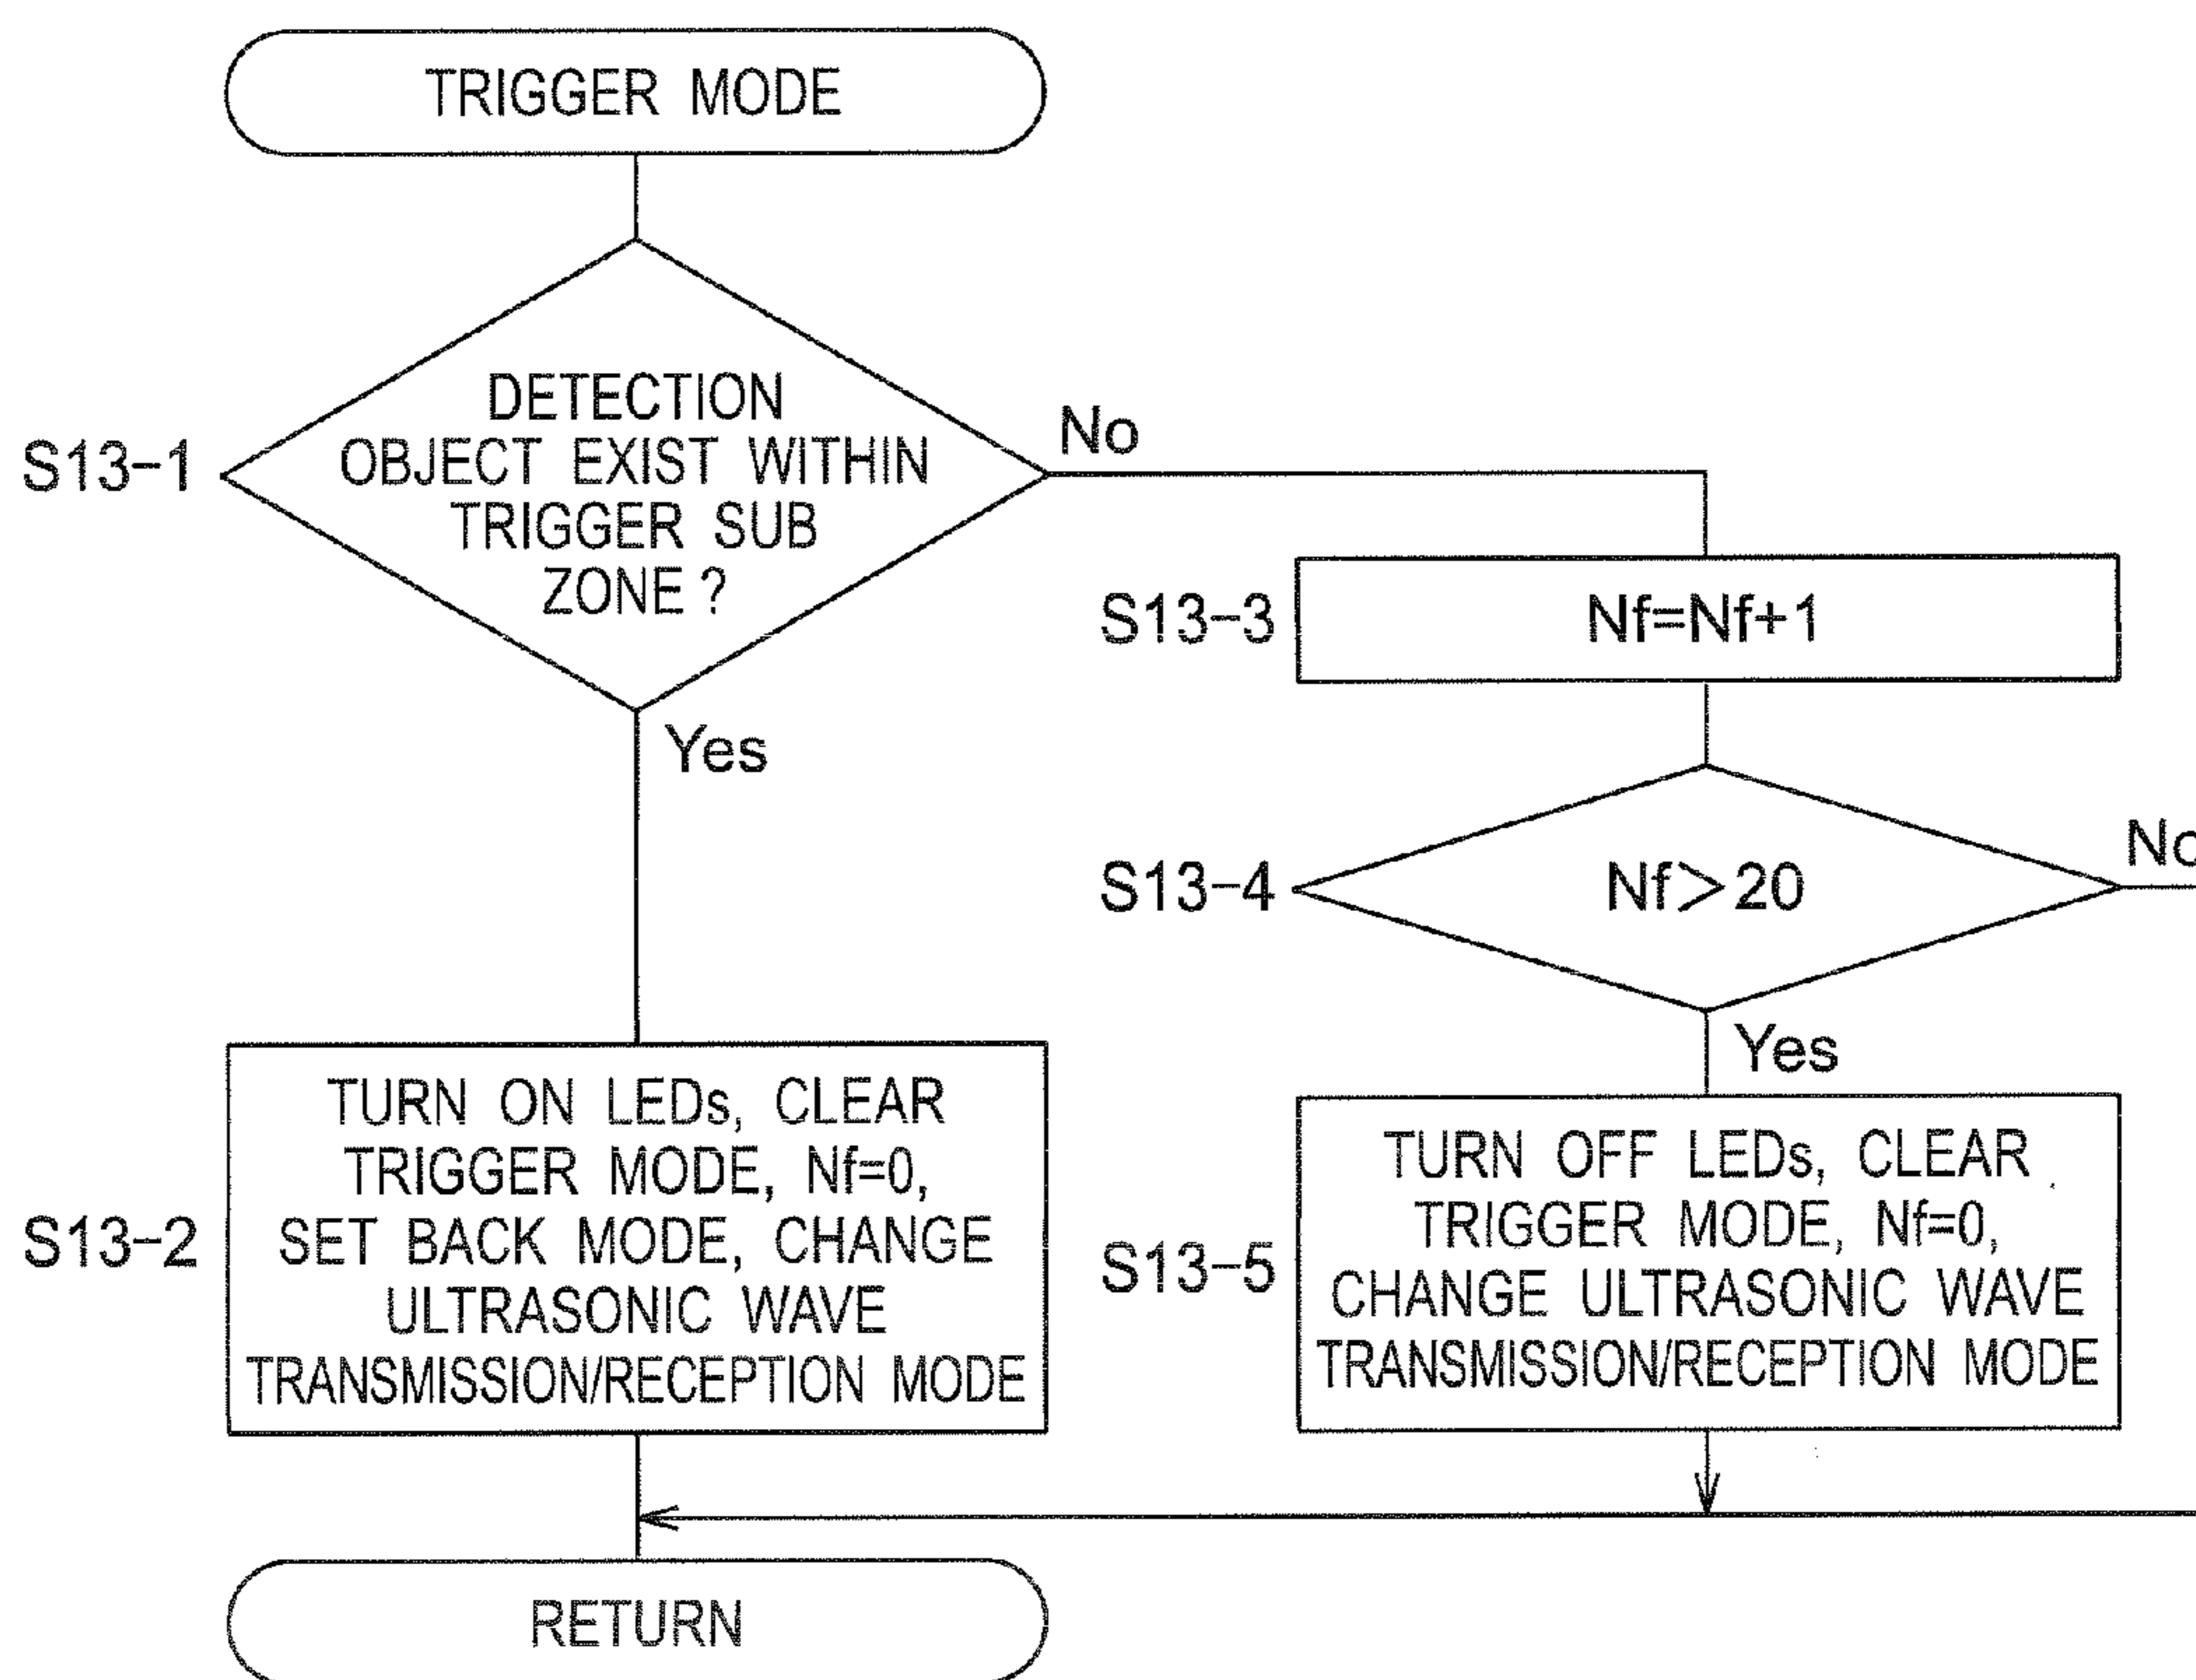 TRIGGER MODE
S13-1
DETECTION
OBJECT EXIST WITHIN
TRIGGER SUB
ZONE ?
No
Yes
S13-3
Nf=Nf+1
S13-4
Nf>20
No
Yes
S13-2
TURN ON LEDs, CLEAR
TRIGGER MODE, Nf=0,
SET BACK MODE, CHANGE
ULTRASONIC WAVE
TRANSMISSION/RECEPTION MODE
S13-5
TURN OFF LEDs, CLEAR
TRIGGER MODE, Nf=0,
CHANGE ULTRASONIC WAVE
TRANSMISSION/RECEPTION MODE
RETURN